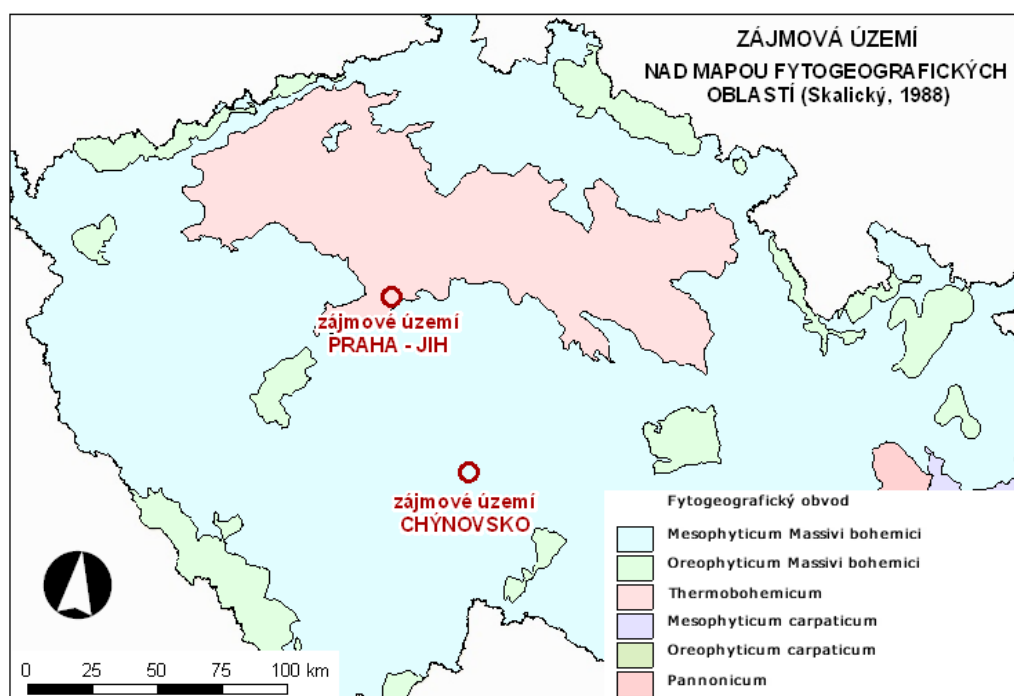 ZÁJMOVÁ ÚZEMÍ
NAD MAPOU FYTOGEOGRAFICKÝCH
OBLASTÍ (Skalický, 1988)
zájmové území
PRAHA - JIH
zájmové území
CHÝNOVSKO
Fytogeografický obvod
Mesophyticum Massivi bohemici
Oreophyticum Massivi bohemici
Thermobohemicum
Mesophyticum carpaticum
Oreophyticum carpaticum
Pannonicum
0 25 50 75 100 km